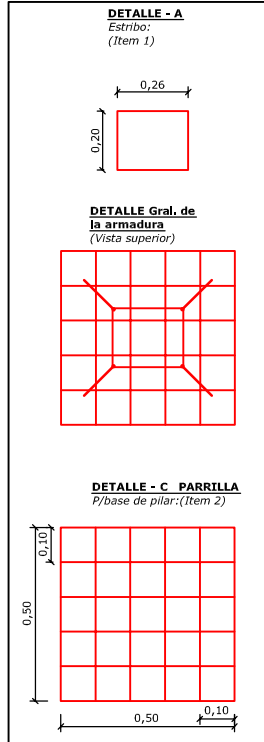 DETALLE - A
Estribo:
(Item 1)
0,26
0,20
DETALLE Gral. de
la armadura
(Vista superior)
DETALLE - C PARRILLA
P/base de pilar:(Item 2)
0,10
0,50
0,10
0,50